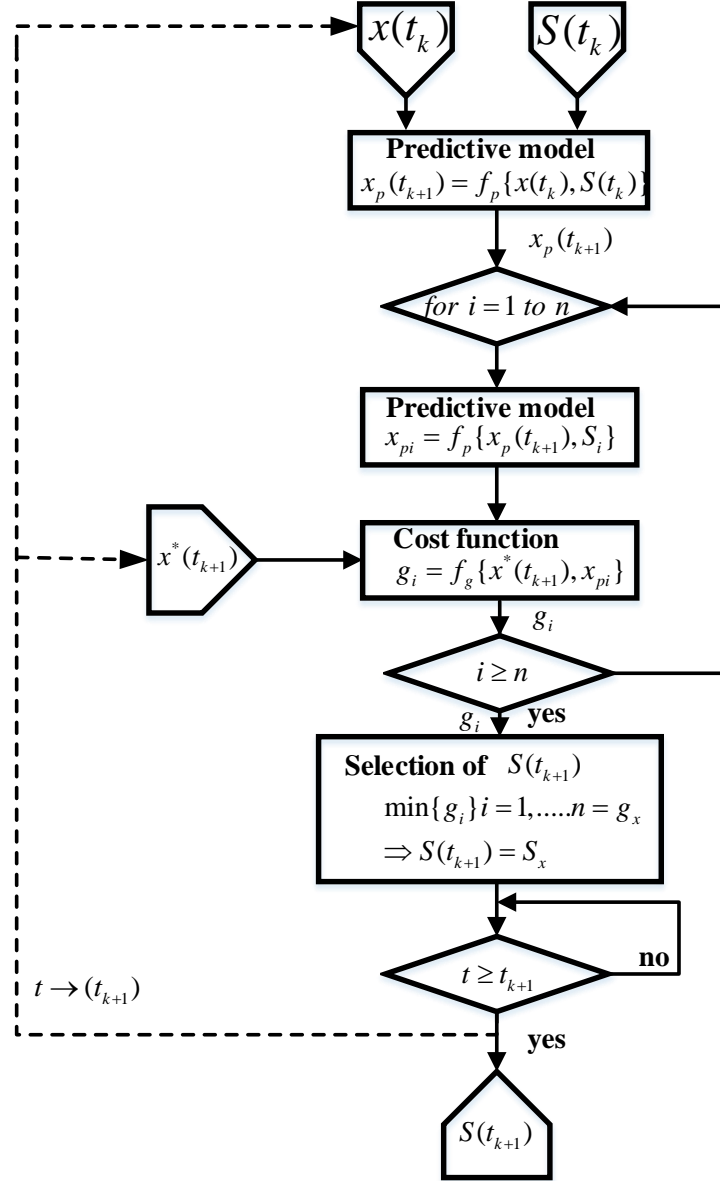 x(t_k)
S(t_k)
Predictive model
x_p(t_{k+1}) = f_p{x(t_k), S(t_k)}
x_p(t_{k+1})
for i = 1 to n
Predictive model
x_{pi} = f_p{x_p(t_{k+1}), S_i}
x^*(t_{k+1})
Cost function
g_i = f_g{x^*(t_{k+1}), x_{pi}}
g_i
i ≥ n
g_i
yes
Selection of S(t_{k+1})
min{g_i} i = 1,.....n = g_x
⇒ S(t_{k+1}) = S_x
t ≥ t_{k+1}
no
t → (t_{k+1})
yes
S(t_{k+1})